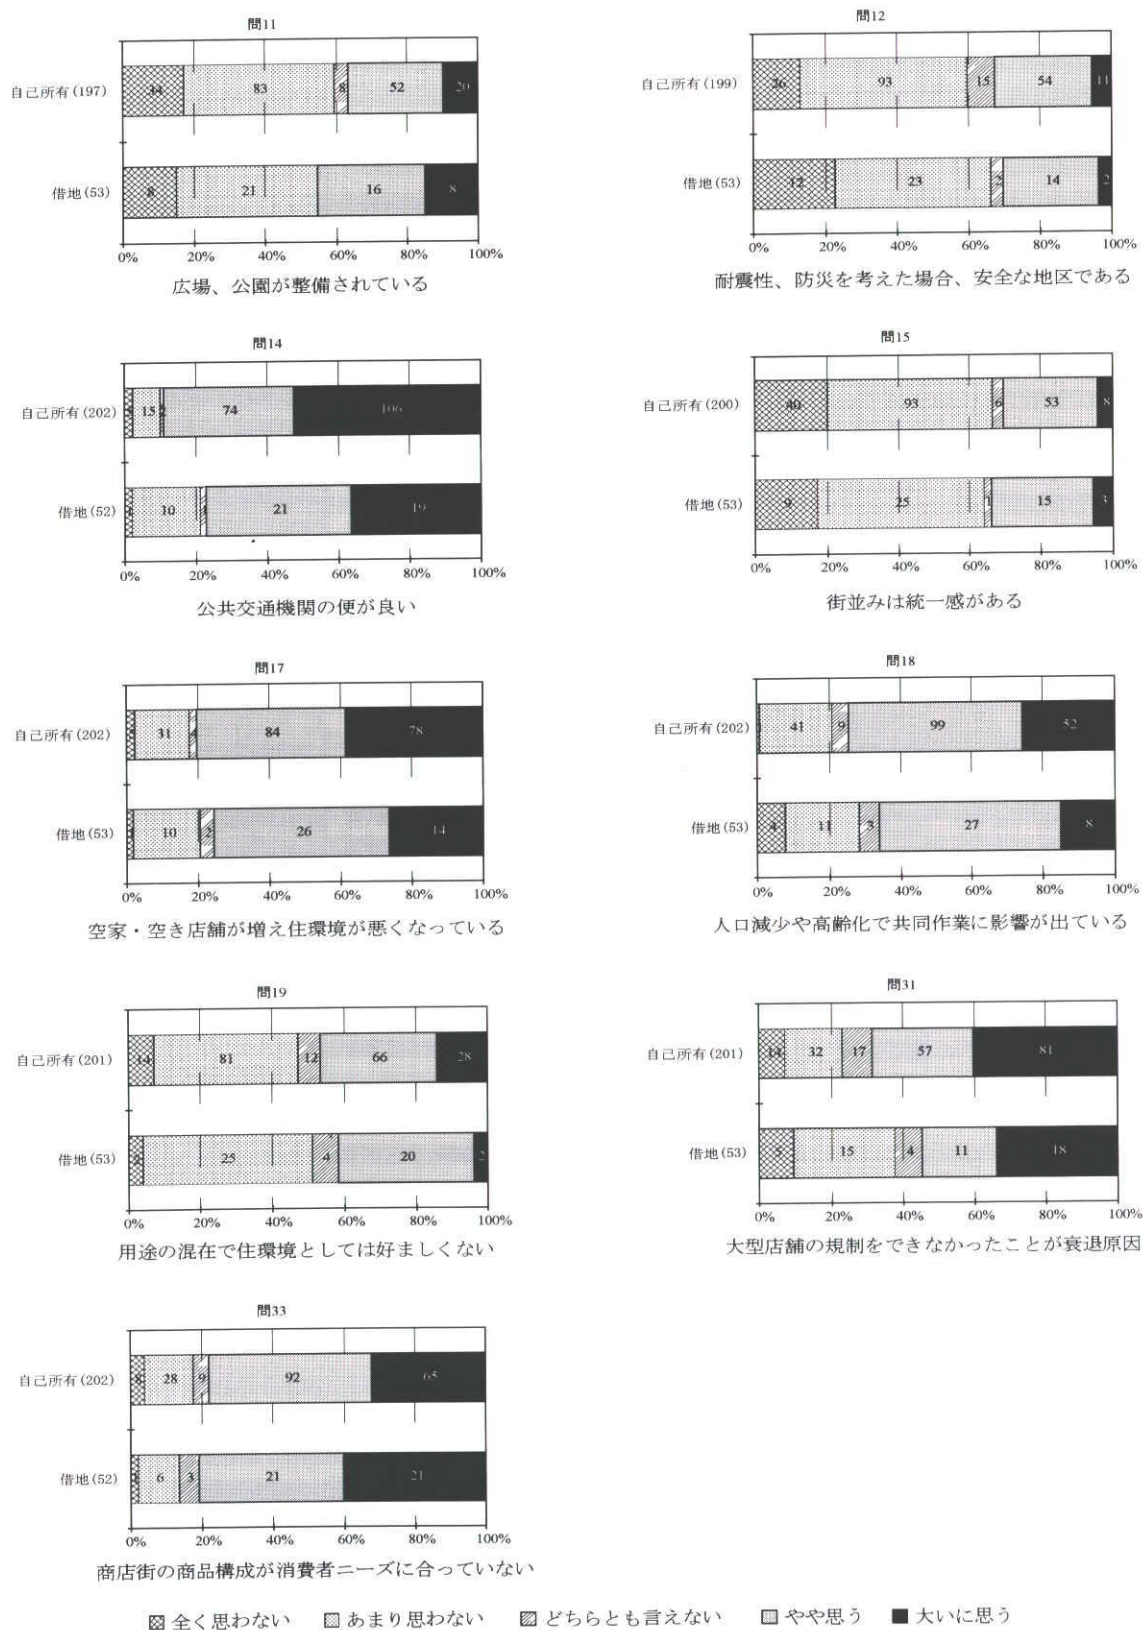 問11
自己所有(197) 34 83 8 52 20
借地(53) 8 21 16 8
0% 20% 40% 60% 80% 100%
広場、公園が整備されている
問12
自己所有(199) 26 93 15 54 11
借地(53) 12 23 2 14 2
0% 20% 40% 60% 80% 100%
耐震性、防災を考えた場合、安全な地区である
問14
自己所有(202) 5 15 2 74 106
借地(52) 1 10 1 21 19
0% 20% 40% 60% 80% 100%
公共交通機関の便が良い
問15
自己所有(200) 40 93 6 53 8
借地(53) 9 25 1 15 3
0% 20% 40% 60% 80% 100%
街並みは統一感がある
問17
自己所有(202) 5 31 4 84 78
借地(53) 1 10 2 26 14
0% 20% 40% 60% 80% 100%
空家・空き店舗が増え住環境が悪くなっている
問18
自己所有(202) 1 41 9 99 52
借地(53) 4 11 3 27 8
0% 20% 40% 60% 80% 100%
人口減少や高齢化で共同作業に影響が出ている
問19
自己所有(201) 14 81 12 66 28
借地(53) 2 25 4 20 2
0% 20% 40% 60% 80% 100%
用途の混在で住環境としては好ましくない
問31
自己所有(201) 14 32 17 57 81
借地(53) 5 15 4 11 18
0% 20% 40% 60% 80% 100%
大型店舗の規制をできなかったことが衰退原因
問33
自己所有(202) 8 28 9 92 65
借地(52) 1 6 3 21 21
0% 20% 40% 60% 80% 100%
商店街の商品構成が消費者ニーズに合っていない
全く思わない あまり思わない どちらとも言えない やや思う 大いに思う